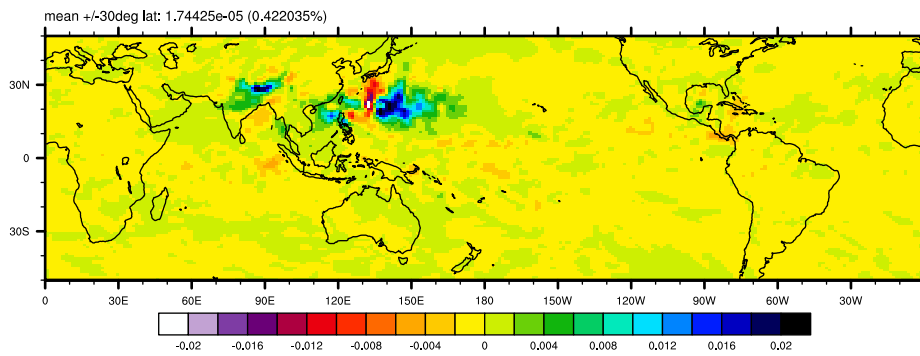 mean +/-30deg lat: 1.74425e-05 (0.422035%)
30N
0
30S
0 30E 60E 90E 120E 150E 180 150W 120W 90W 60W 30W
-0.02 -0.016 -0.012 -0.008 -0.004 0 0.004 0.008 0.012 0.016 0.02